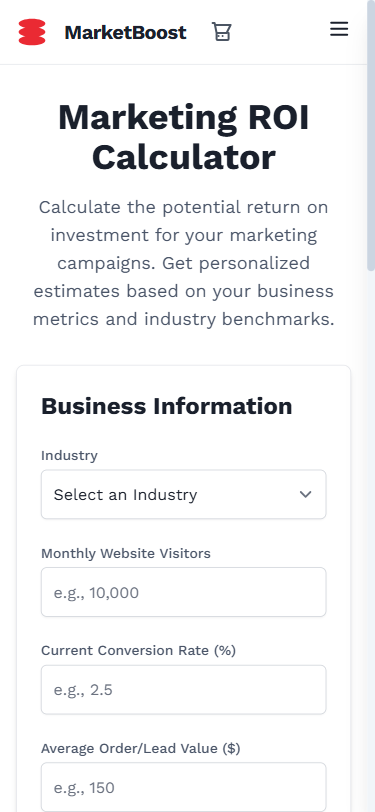 MarketBoost
Marketing ROI
Calculator
Calculate the potential return on
investment for your marketing
campaigns. Get personalized
estimates based on your business
metrics and industry benchmarks.
Business Information
Industry
Select an Industry
Monthly Website Visitors
e.g., 10,000
Current Conversion Rate (%)
e.g., 2.5
Average Order/Lead Value ($)
e.g., 150